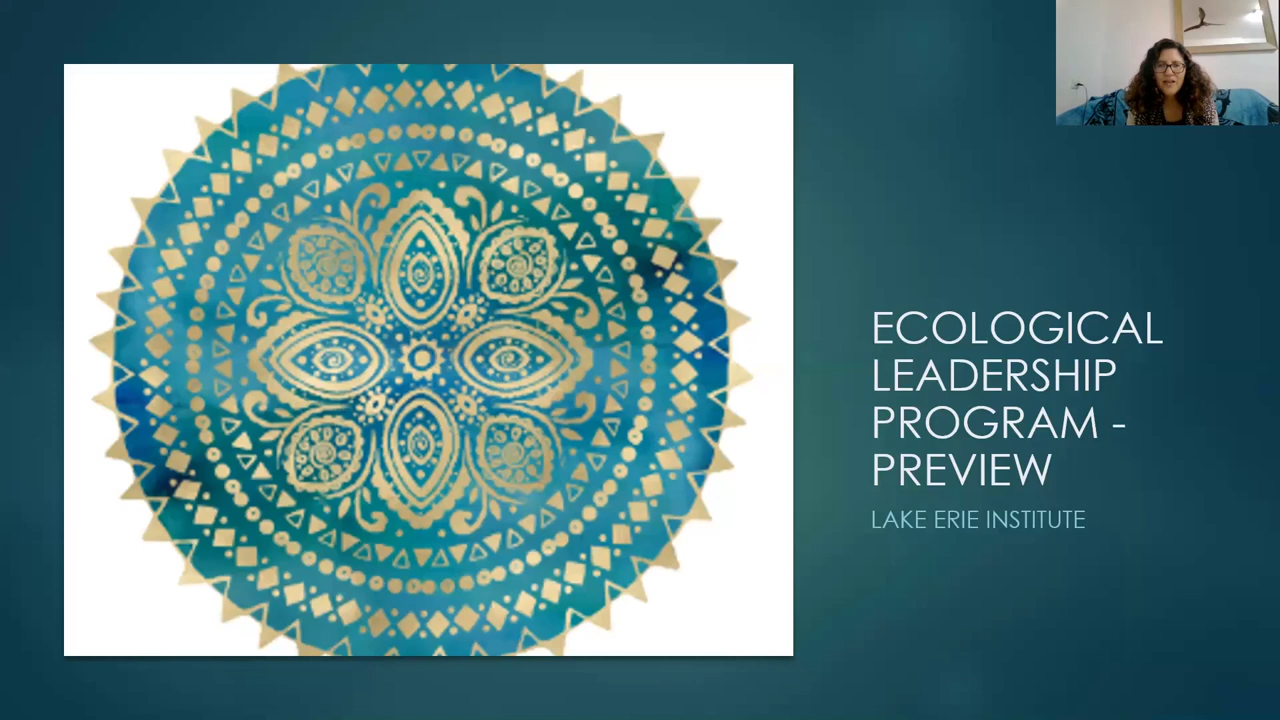 ECOLOGICAL
LEADERSHIP
PROGRAM -
PREVIEW
LAKE ERIE INSTITUTE